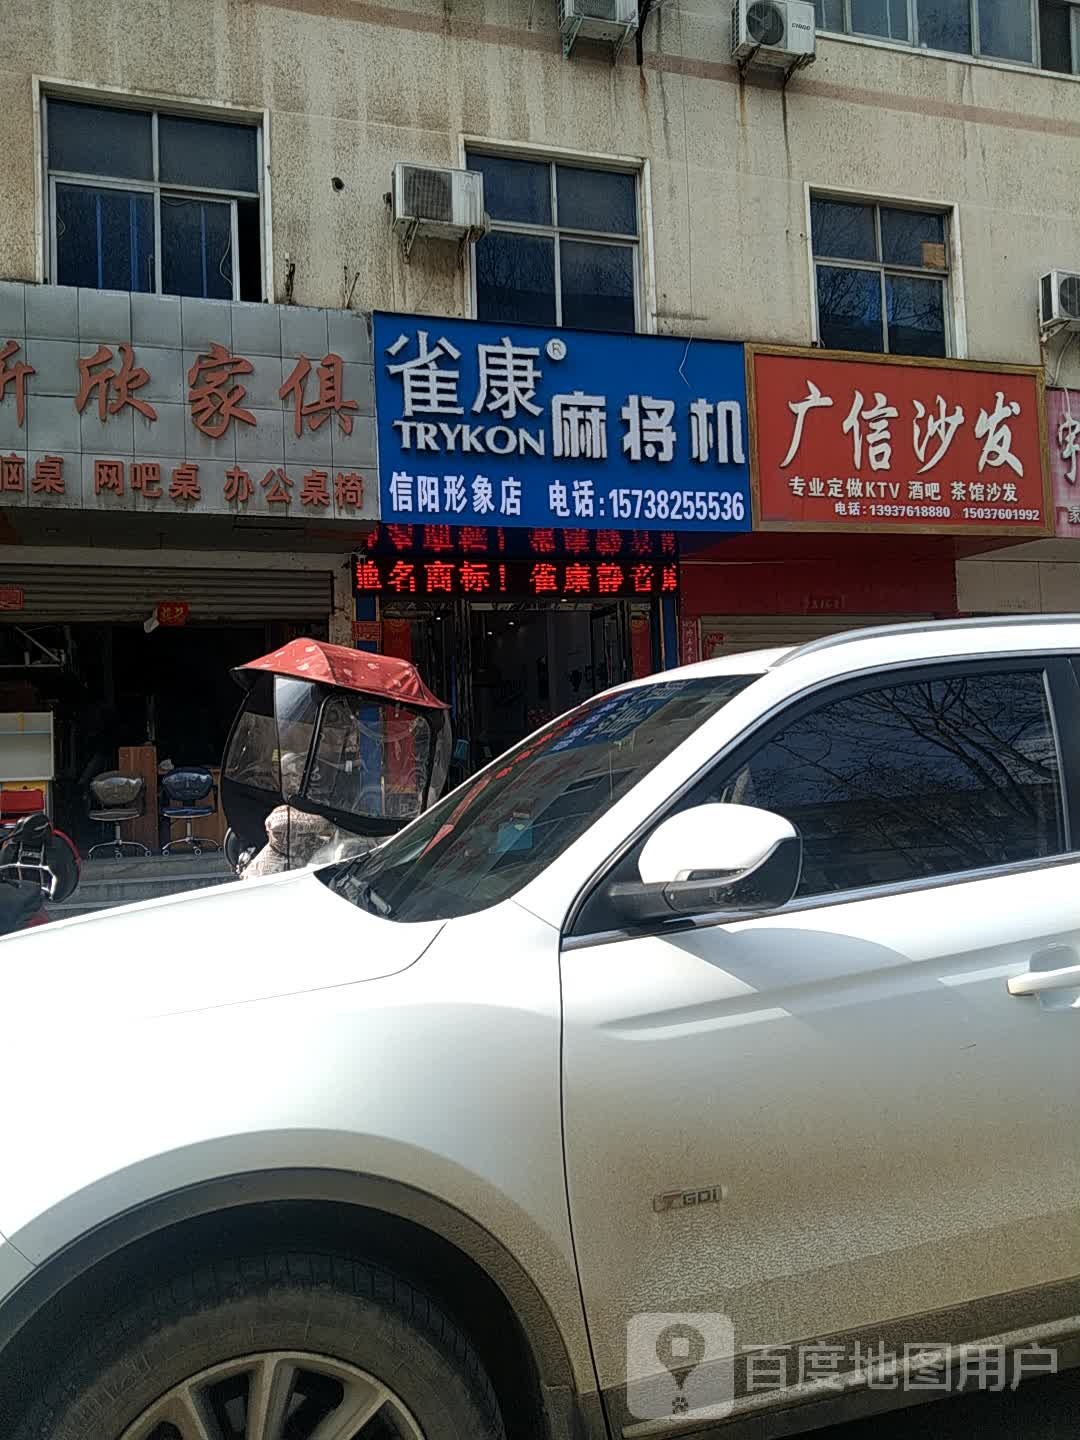 欣家俱
脑桌 网吧桌 办公桌椅
雀康®
TRYKON 麻将机
信阳形象店 电话:15738255536
广信沙发
专业定做KTV 酒吧 茶馆沙发
电话:13937618880 15037601992
名商标!雀康静音
TGDI
百度地图用户